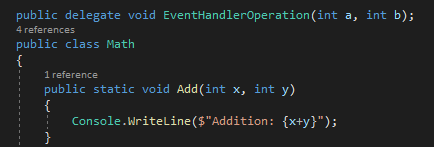 public delegate void EventHandlerOperation(int a, int b);
4 references
public class Math
{
1 reference
public static void Add(int x, int y)
{
Console.WriteLine($"Addition: {x+y}");
}